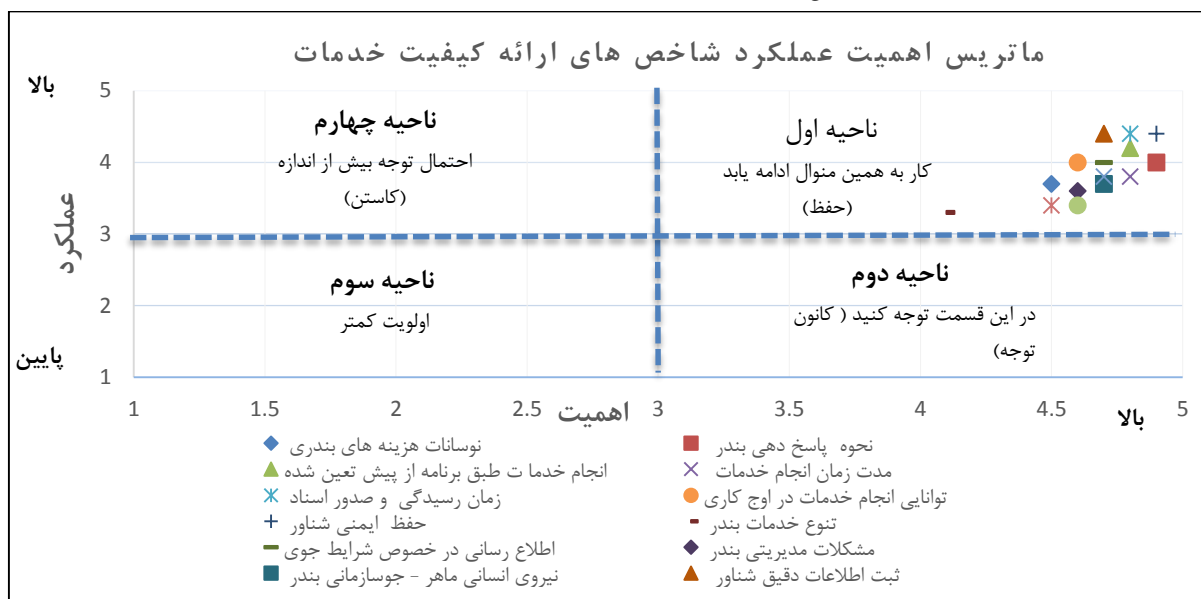 ماتریس اهمیت عملکرد شاخص های ارائه کیفیت خدمات
بالا
5
4
3
2
1
عملکرد
پایین
ناحیه چهارم
احتمال توجه بیش از اندازه
(کاستن)
ناحیه اول
کار به همین منوال ادامه یابد
(حفظ)
ناحیه سوم
اولویت کمتر
ناحیه دوم
در این قسمت توجه کنید ( کانون
توجه)
1 1.5 2 2.5 3 3.5 4 4.5 5
اهمیت
بالا
نحوه پاسخ دهی بندر
نوسانات هزینه های بندری
مدت زمان انجام خدمات
انجام خدما ت طبق برنامه از پیش تعین شده
توانایی انجام خدمات در اوج کاری
زمان رسیدگی و صدور اسناد
تنوع خدمات بندر
حفظ ایمنی شناور
مشکلات مدیریتی بندر
اطلاع رسانی در خصوص شرایط جوی
ثبت اطلاعات دقیق شناور
نیروی انسانی ماهر - جوسازمانی بندر